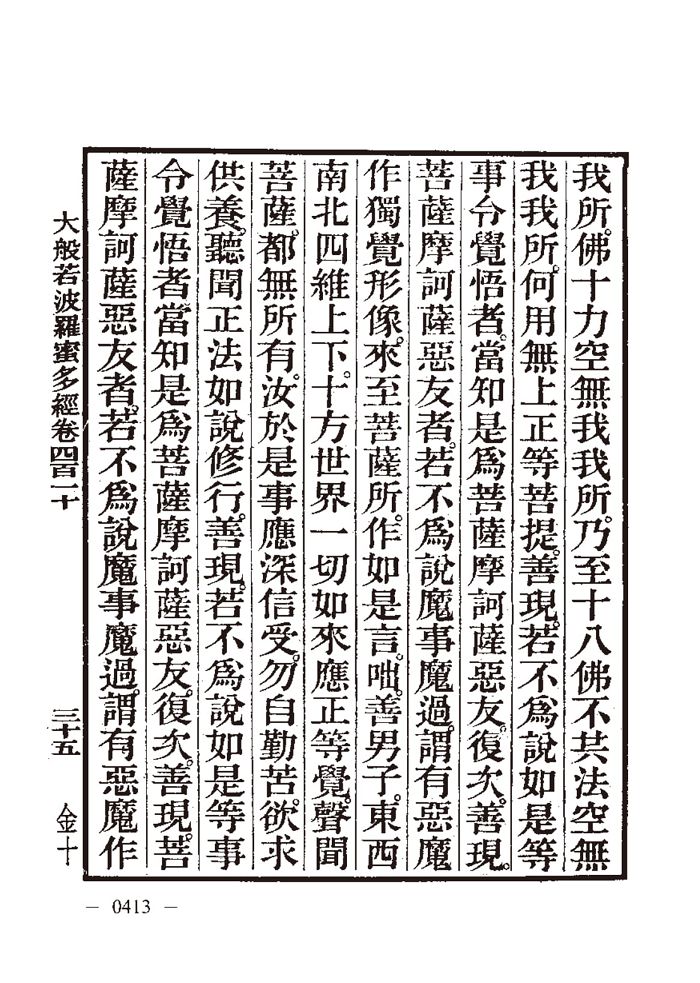 我所。佛十力空無我我所。乃至十八佛不共法空無
我我所。何用無上正等菩提。善現。若不爲說如是等
事令覺悟者。當知是爲菩薩摩訶薩惡友。復次。善現。
菩薩摩訶薩惡友者。若不爲說魔事魔過。謂有惡魔
作獨覺形像。來至菩薩所。作如是言。咄。善男子。東西
南北四維上下。十方世界一切如來應正等覺。聲聞
菩薩。都無所有。汝於是事應深信受。勿自勤苦。欲求
供養。聽聞正法如說修行。善現。若不爲說如是等事
令覺悟者當知是爲菩薩摩訶薩惡友。復次。善現。菩
薩摩訶薩惡友者。若不爲說魔事魔過。謂有惡魔作
大般若波羅蜜多經卷四百二十 三十五 金十
— 0413 —